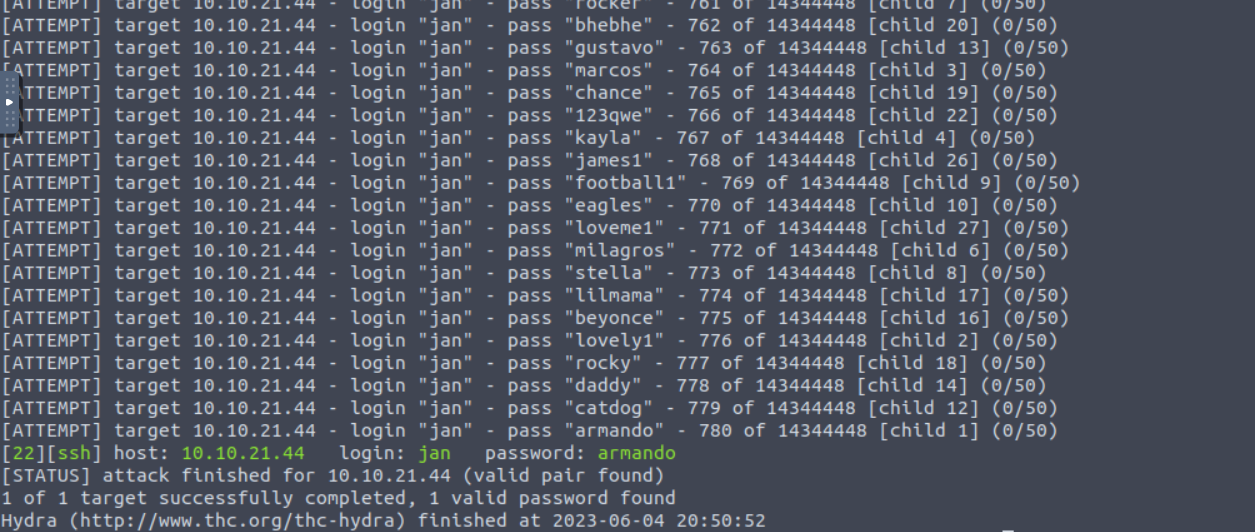 [ATTEMPT] target 10.10.21.44 - login "jan" - pass "rocker" - 761 of 14344448 [child 7] (0/50)
[ATTEMPT] target 10.10.21.44 - login "jan" - pass "bhebhe" - 762 of 14344448 [child 20] (0/50)
[ATTEMPT] target 10.10.21.44 - login "jan" - pass "gustavo" - 763 of 14344448 [child 13] (0/50)
[ATTEMPT] target 10.10.21.44 - login "jan" - pass "marcos" - 764 of 14344448 [child 3] (0/50)
ATTEMPT] target 10.10.21.44 - login "jan" - pass "chance" - 765 of 14344448 [child 19] (0/50)
ATTEMPT] target 10.10.21.44 - login "jan" - pass "123qwe" - 766 of 14344448 [child 22] (0/50)
[ATTEMPT] target 10.10.21.44 - login "jan" - pass "kayla" - 767 of 14344448 [child 4] (0/50)
[ATTEMPT] target 10.10.21.44 - login "jan" - pass "james1" - 768 of 14344448 [child 26] (0/50)
[ATTEMPT] target 10.10.21.44 - login "jan" - pass "football1" - 769 of 14344448 [child 9] (0/50)
[ATTEMPT] target 10.10.21.44 - login "jan" - pass "eagles" - 770 of 14344448 [child 10] (0/50)
[ATTEMPT] target 10.10.21.44 - login "jan" - pass "loveme1" - 771 of 14344448 [child 27] (0/50)
[ATTEMPT] target 10.10.21.44 - login "jan" - pass "milagros" - 772 of 14344448 [child 6] (0/50)
[ATTEMPT] target 10.10.21.44 - login "jan" - pass "stella" - 773 of 14344448 [child 8] (0/50)
[ATTEMPT] target 10.10.21.44 - login "jan" - pass "lilmama" - 774 of 14344448 [child 17] (0/50)
[ATTEMPT] target 10.10.21.44 - login "jan" - pass "beyonce" - 775 of 14344448 [child 16] (0/50)
[ATTEMPT] target 10.10.21.44 - login "jan" - pass "lovely1" - 776 of 14344448 [child 2] (0/50)
[ATTEMPT] target 10.10.21.44 - login "jan" - pass "rocky" - 777 of 14344448 [child 18] (0/50)
[ATTEMPT] target 10.10.21.44 - login "jan" - pass "daddy" - 778 of 14344448 [child 14] (0/50)
[ATTEMPT] target 10.10.21.44 - login "jan" - pass "catdog" - 779 of 14344448 [child 12] (0/50)
[ATTEMPT] target 10.10.21.44 - login "jan" - pass "armando" - 780 of 14344448 [child 1] (0/50)
[22][ssh] host: 10.10.21.44   login: jan   password: armando
[STATUS] attack finished for 10.10.21.44 (valid pair found)
1 of 1 target successfully completed, 1 valid password found
Hydra (http://www.thc.org/thc-hydra) finished at 2023-06-04 20:50:52